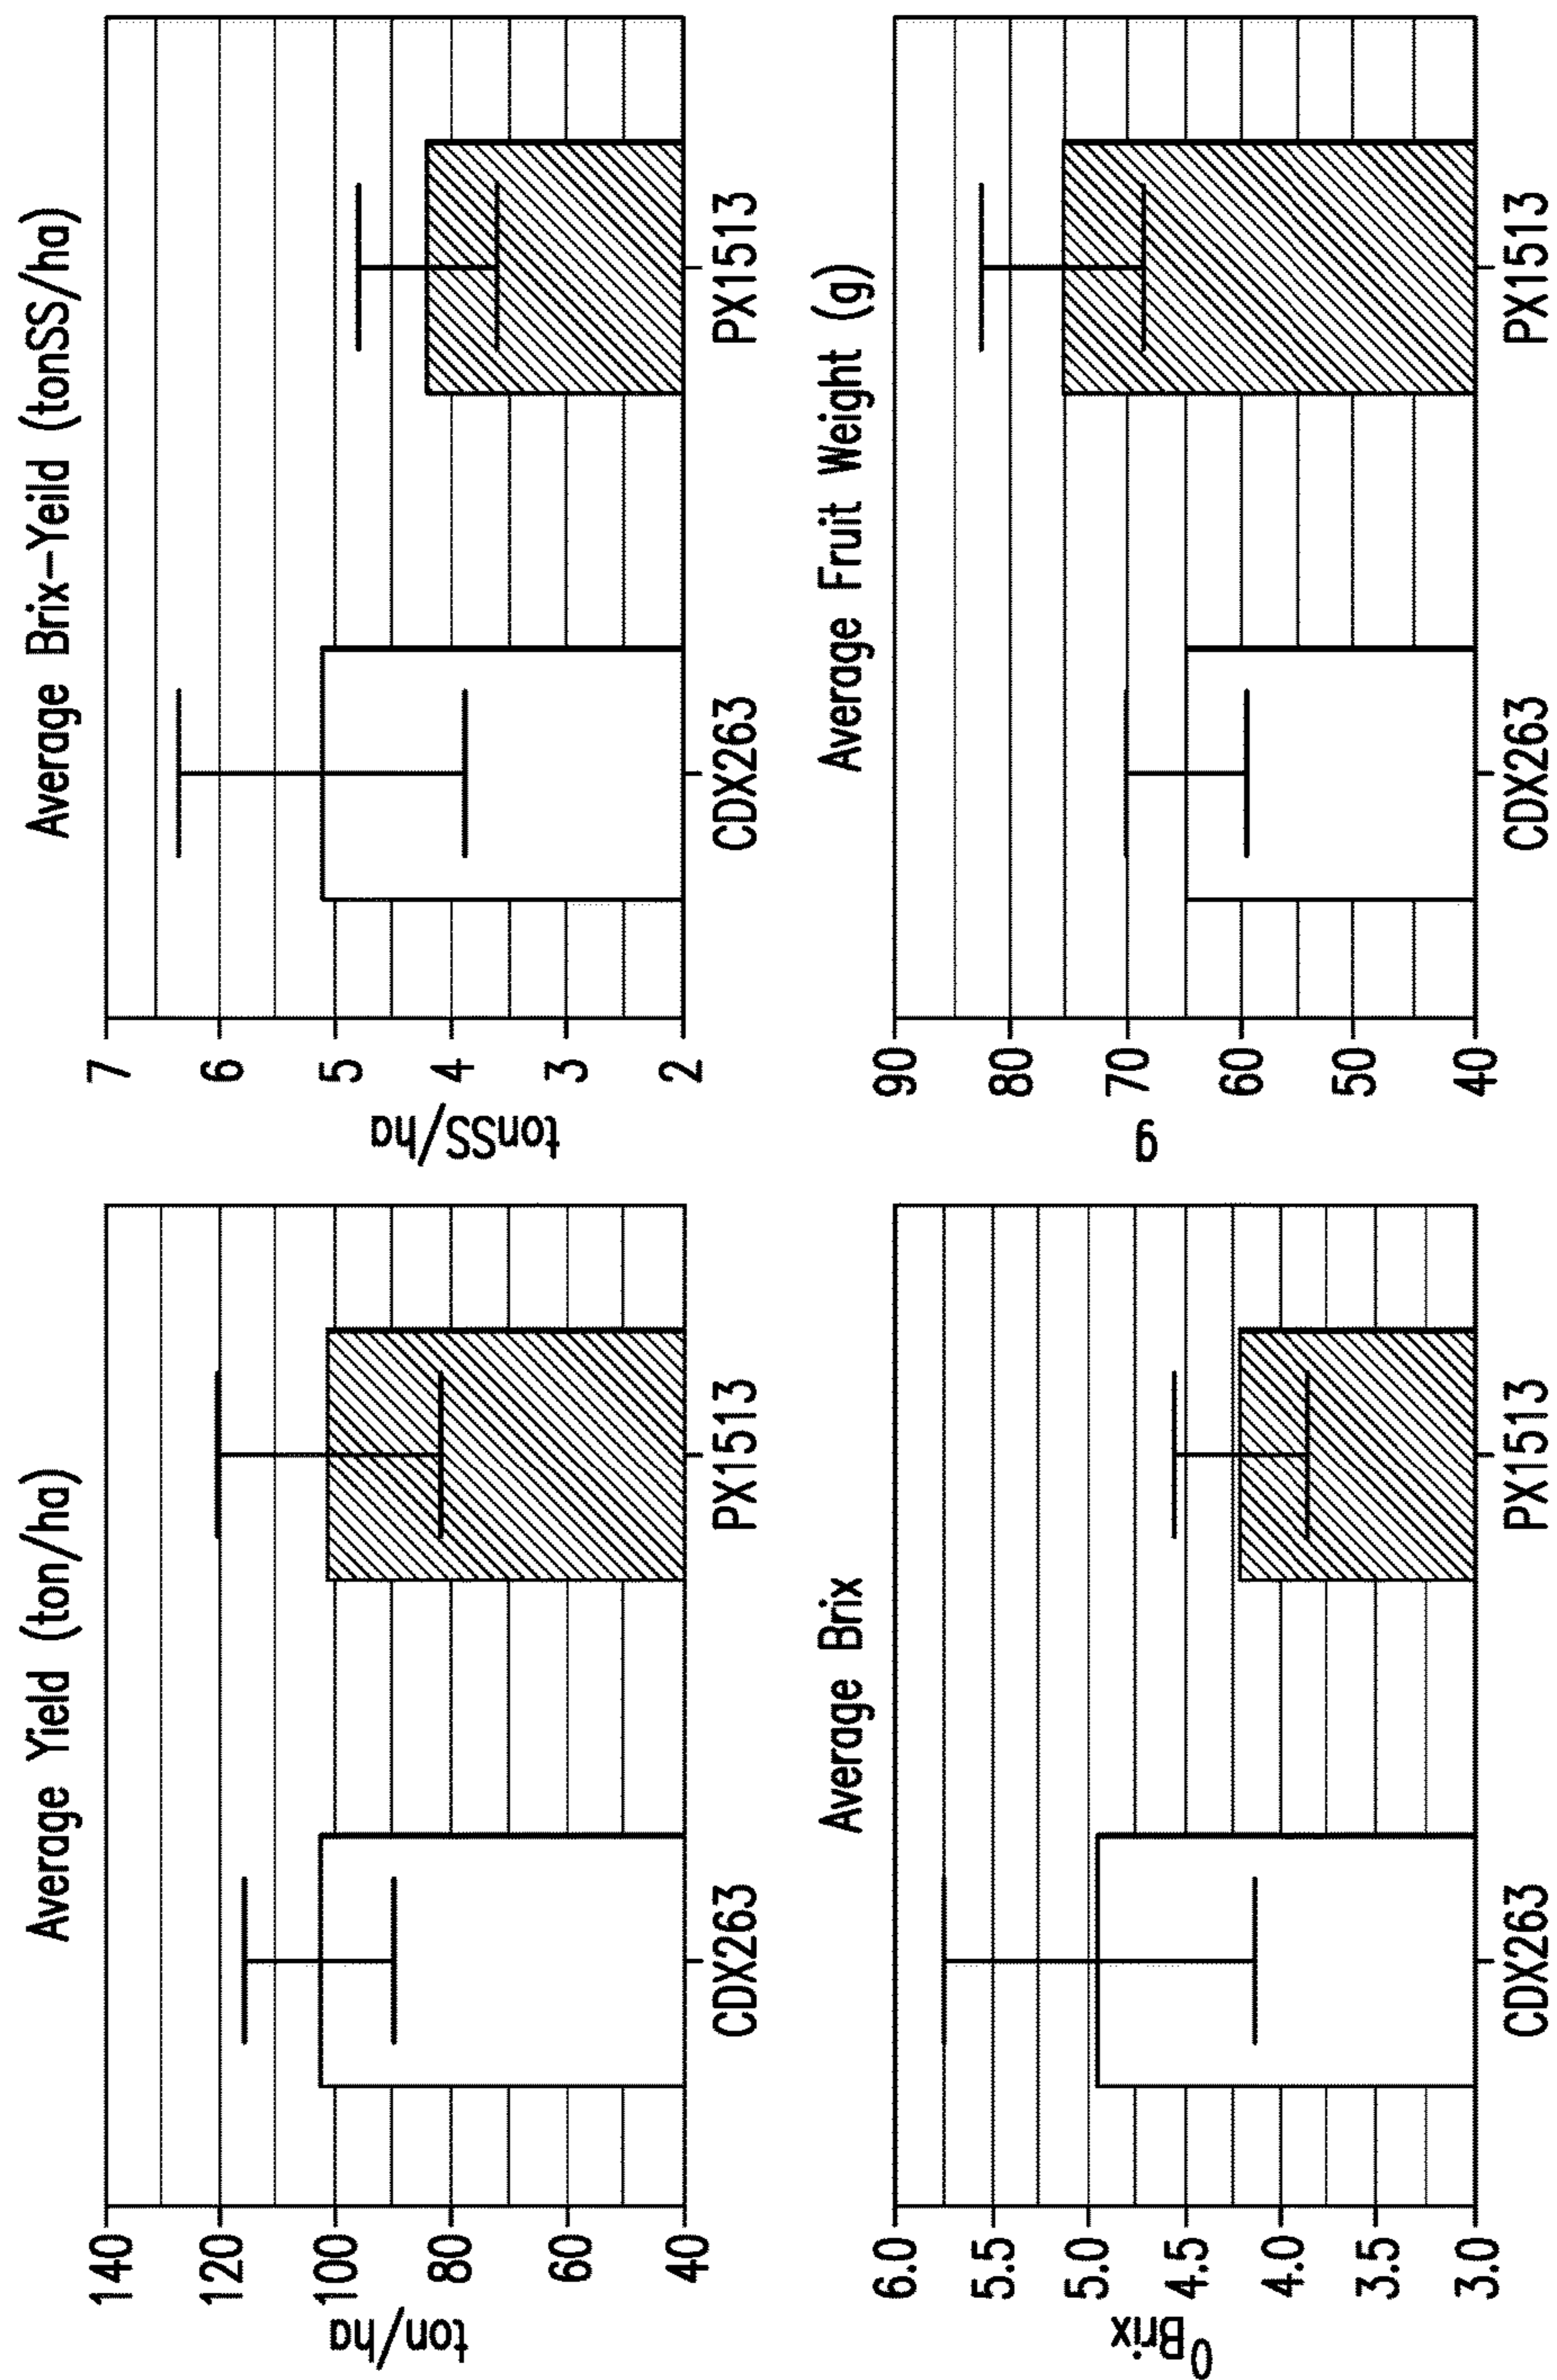 Average Yield (ton/ha)
140
120
100
80
60
40
ton/ha
CDX263
PX1513
Average Brix-Yeild (tonSS/ha)
7
6
5
4
3
2
tonSS/ha
CDX263
PX1513
Average Brix
6.0
5.5
5.0
4.5
4.0
3.5
3.0
⁰Brix
CDX263
PX1513
Average Fruit Weight (g)
90
80
70
60
50
40
g
CDX263
PX1513